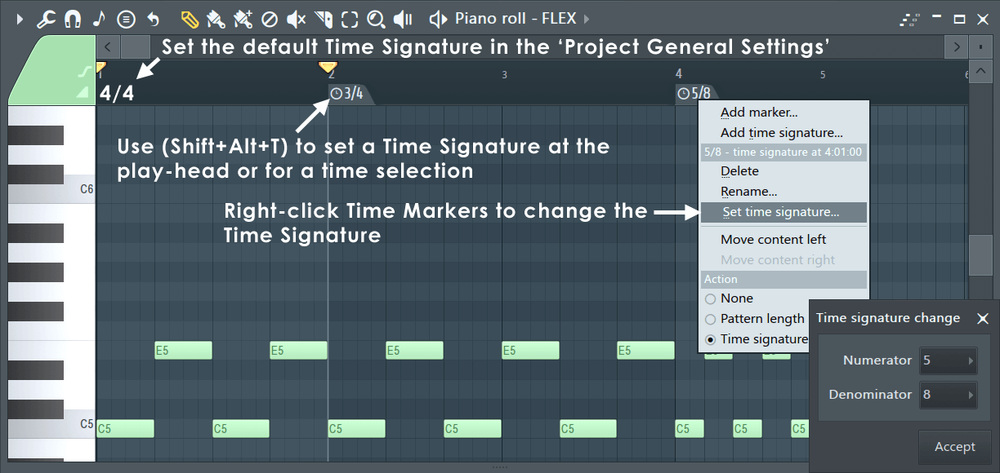 Piano roll - FLEX
Set the default Time Signature in the ‘Project General Settings’
1 2 3 4 5 6
4/4 3/4 5/8
Add marker...
Add time signature...
5/8 - time signature at 4:01:00
Delete
Rename...
Set time signature...
Move content left
Move content right
Action
None
Pattern length
Time signature
Use (Shift+Alt+T) to set a Time Signature at the
play-head or for a time selection
C6
Right-click Time Markers to change the
Time Signature
Time signature change
Numerator 5
Denominator 8
Accept
E5 E5 E5 E5 E5
C5 C5 C5 C5 C5 C5 C5 C5 C5